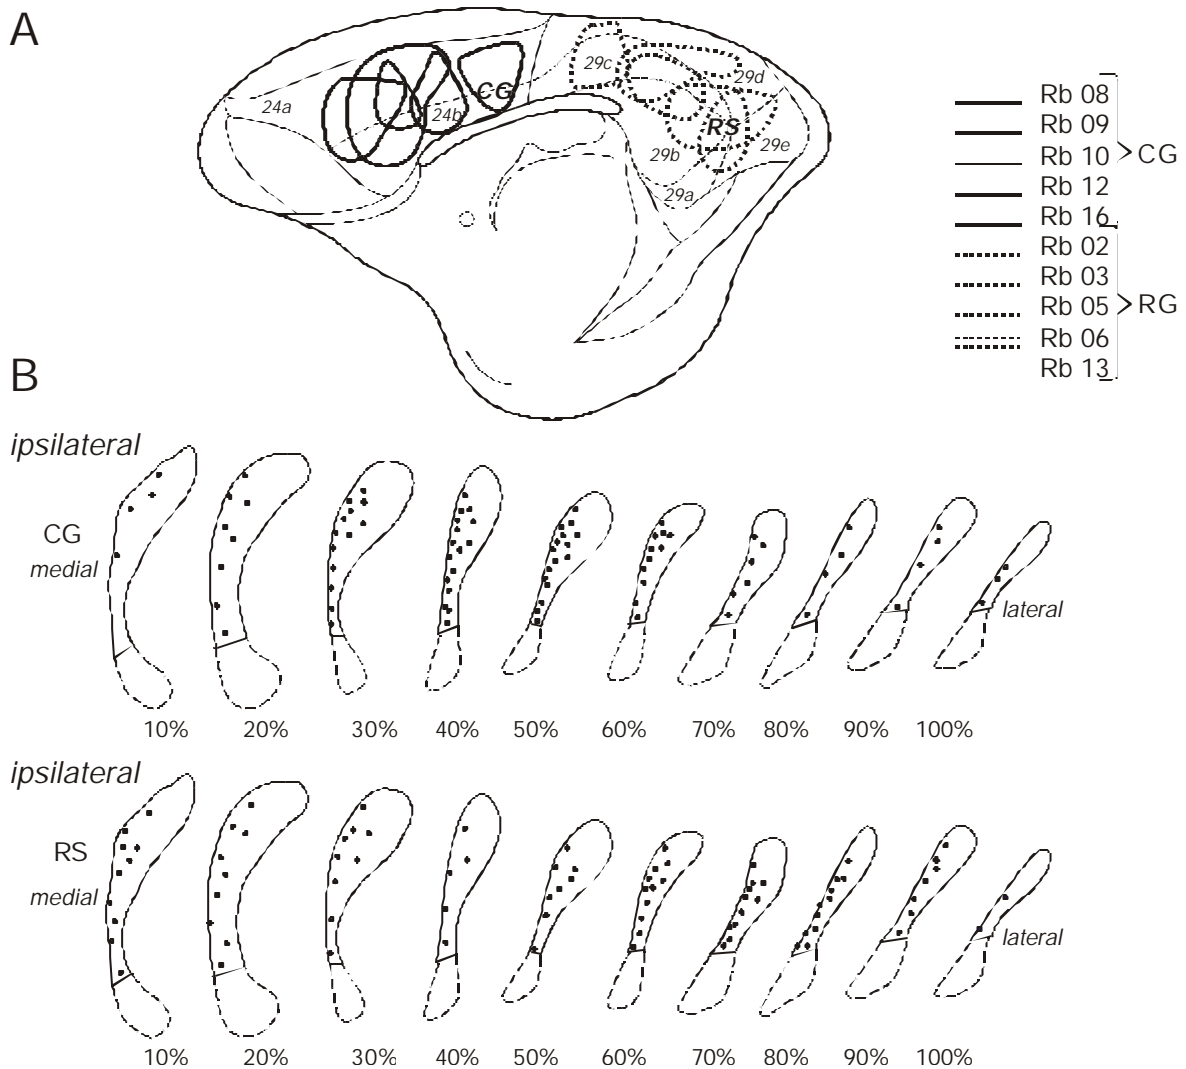 A
24a
24b
CG
29c
29d
RS
29b
29e
29a
Rb 08
Rb 09
Rb 10
Rb 12
Rb 16
CG
Rb 02
Rb 03
Rb 05
Rb 06
Rb 13
RG
B
ipsilateral
CG
medial
lateral
10% 20% 30% 40% 50% 60% 70% 80% 90% 100%
ipsilateral
RS
medial
lateral
10% 20% 30% 40% 50% 60% 70% 80% 90% 100%